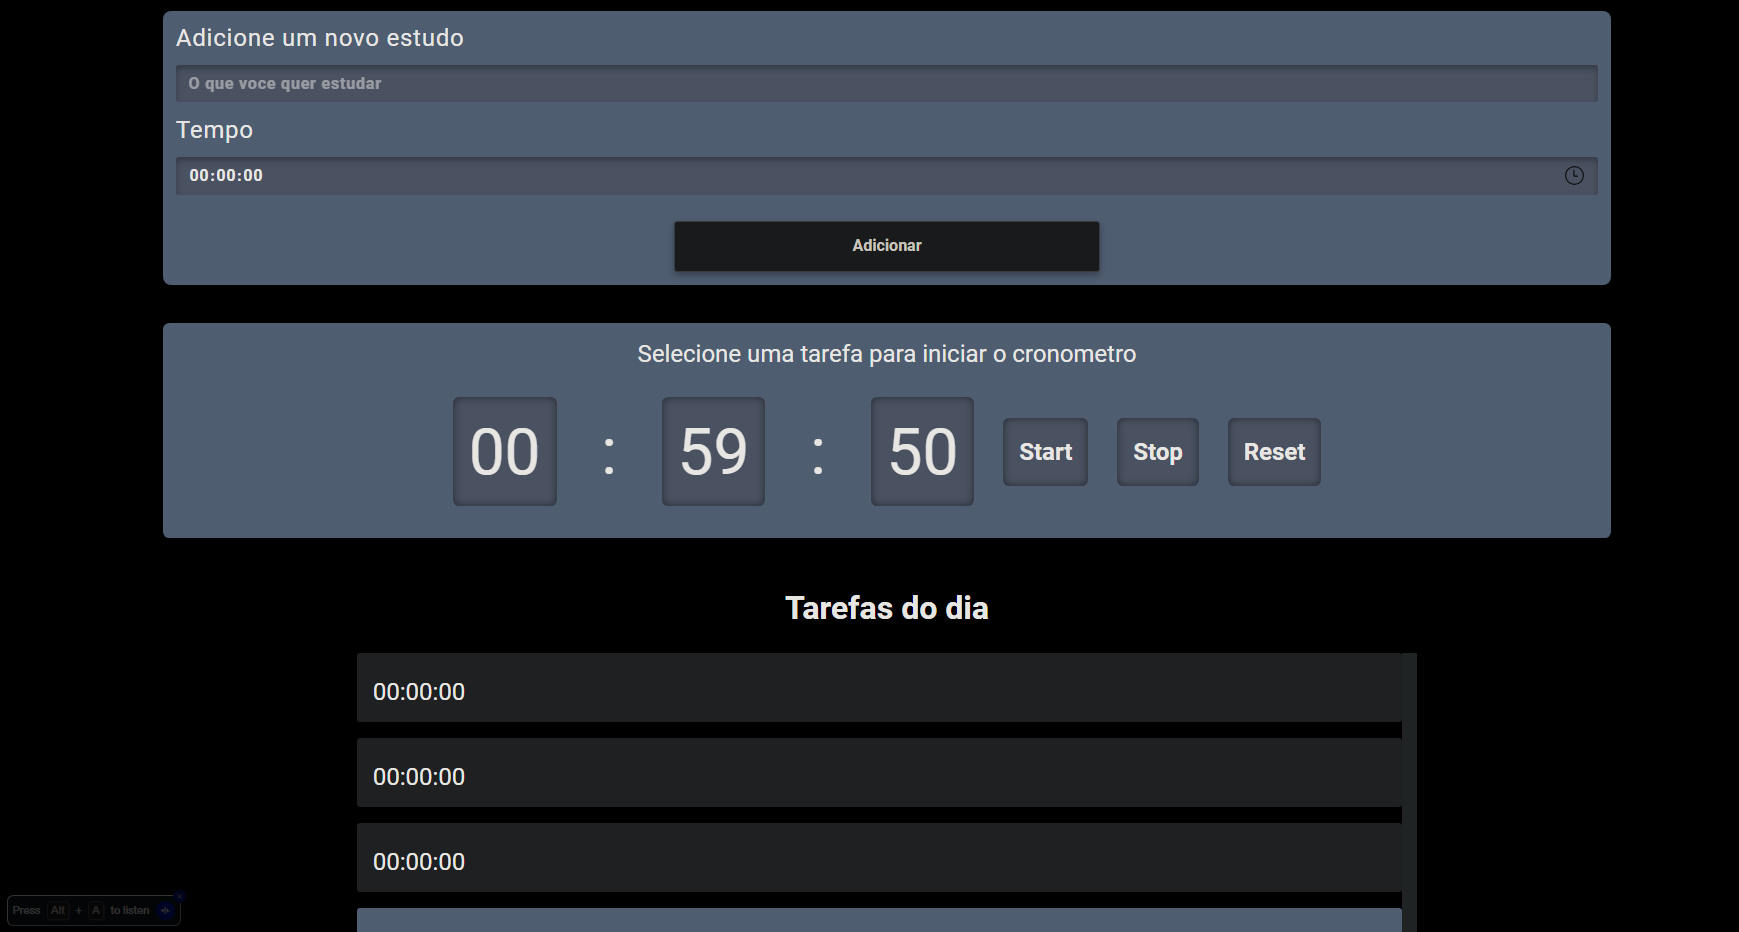 Adicione um novo estudo
O que voce quer estudar
Tempo
00:00:00
Adicionar
Selecione uma tarefa para iniciar o cronometro
00 : 59 : 50 Start Stop Reset
Tarefas do dia
00:00:00
00:00:00
00:00:00
Press Alt + A to listen